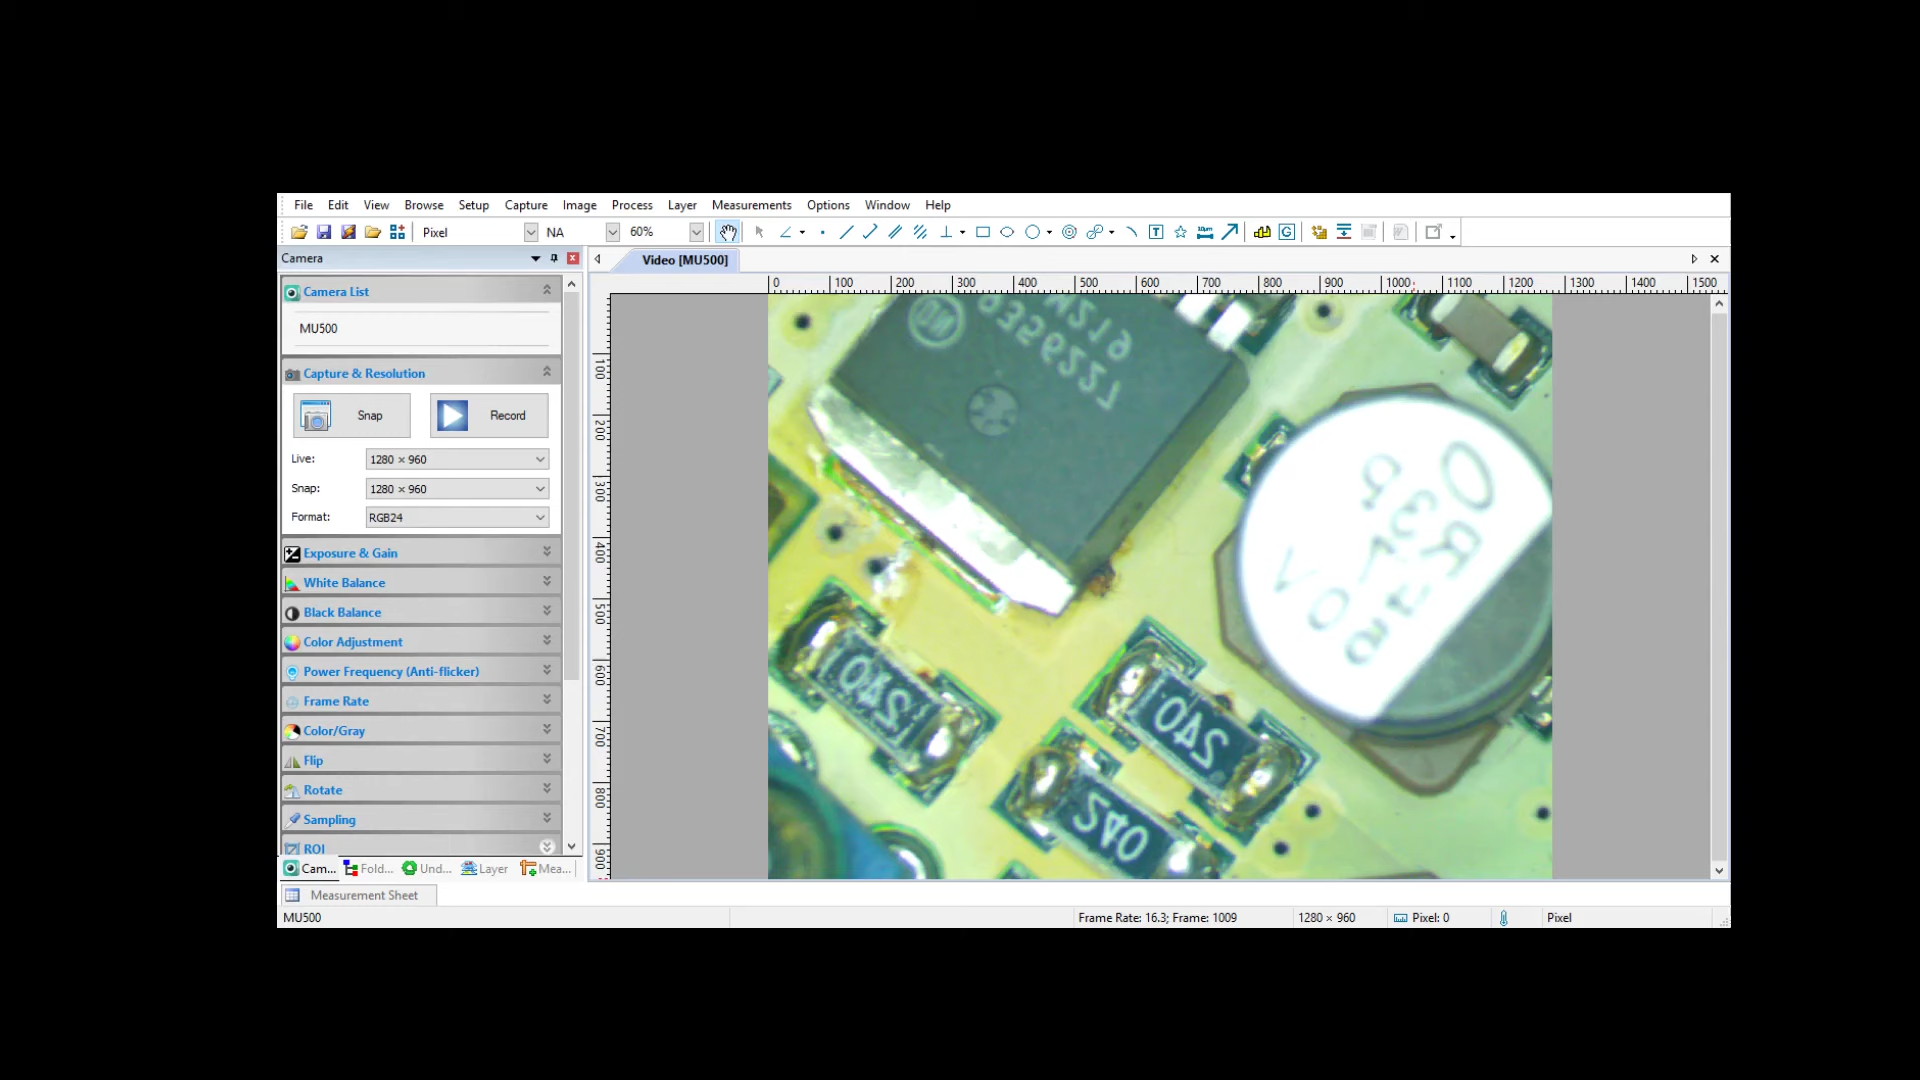 File Edit View Browse Setup Capture Image Process Layer Measurements Options Window Help
Pixel NA 60%
Camera
Video [MU500]
Camera List
MU500
Capture & Resolution
Snap Record
Live: 1280 × 960
Snap: 1280 × 960
Format: RGB24
Exposure & Gain
White Balance
Black Balance
Color Adjustment
Power Frequency (Anti-flicker)
Frame Rate
Color/Gray
Flip
Rotate
Sampling
ROI
Cam... Fold... Und... Layer Mea...
0 100 200 300 400 500 600 700 800 900 1000 1100 1200 1300 1400 1500
100
200
300
400
500
600
700
800
900
ON
240
240
042
Measurement Sheet
MU500 Frame Rate: 16.3; Frame: 1009 1280 × 960 Pixel: 0 Pixel